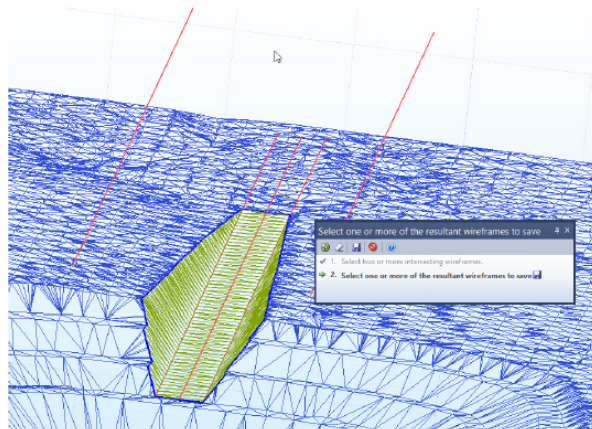 Select one or more of the resultant wireframes to save
1. Select two or more intersecting wireframes.
2. Select one or more of the resultant wireframes to save